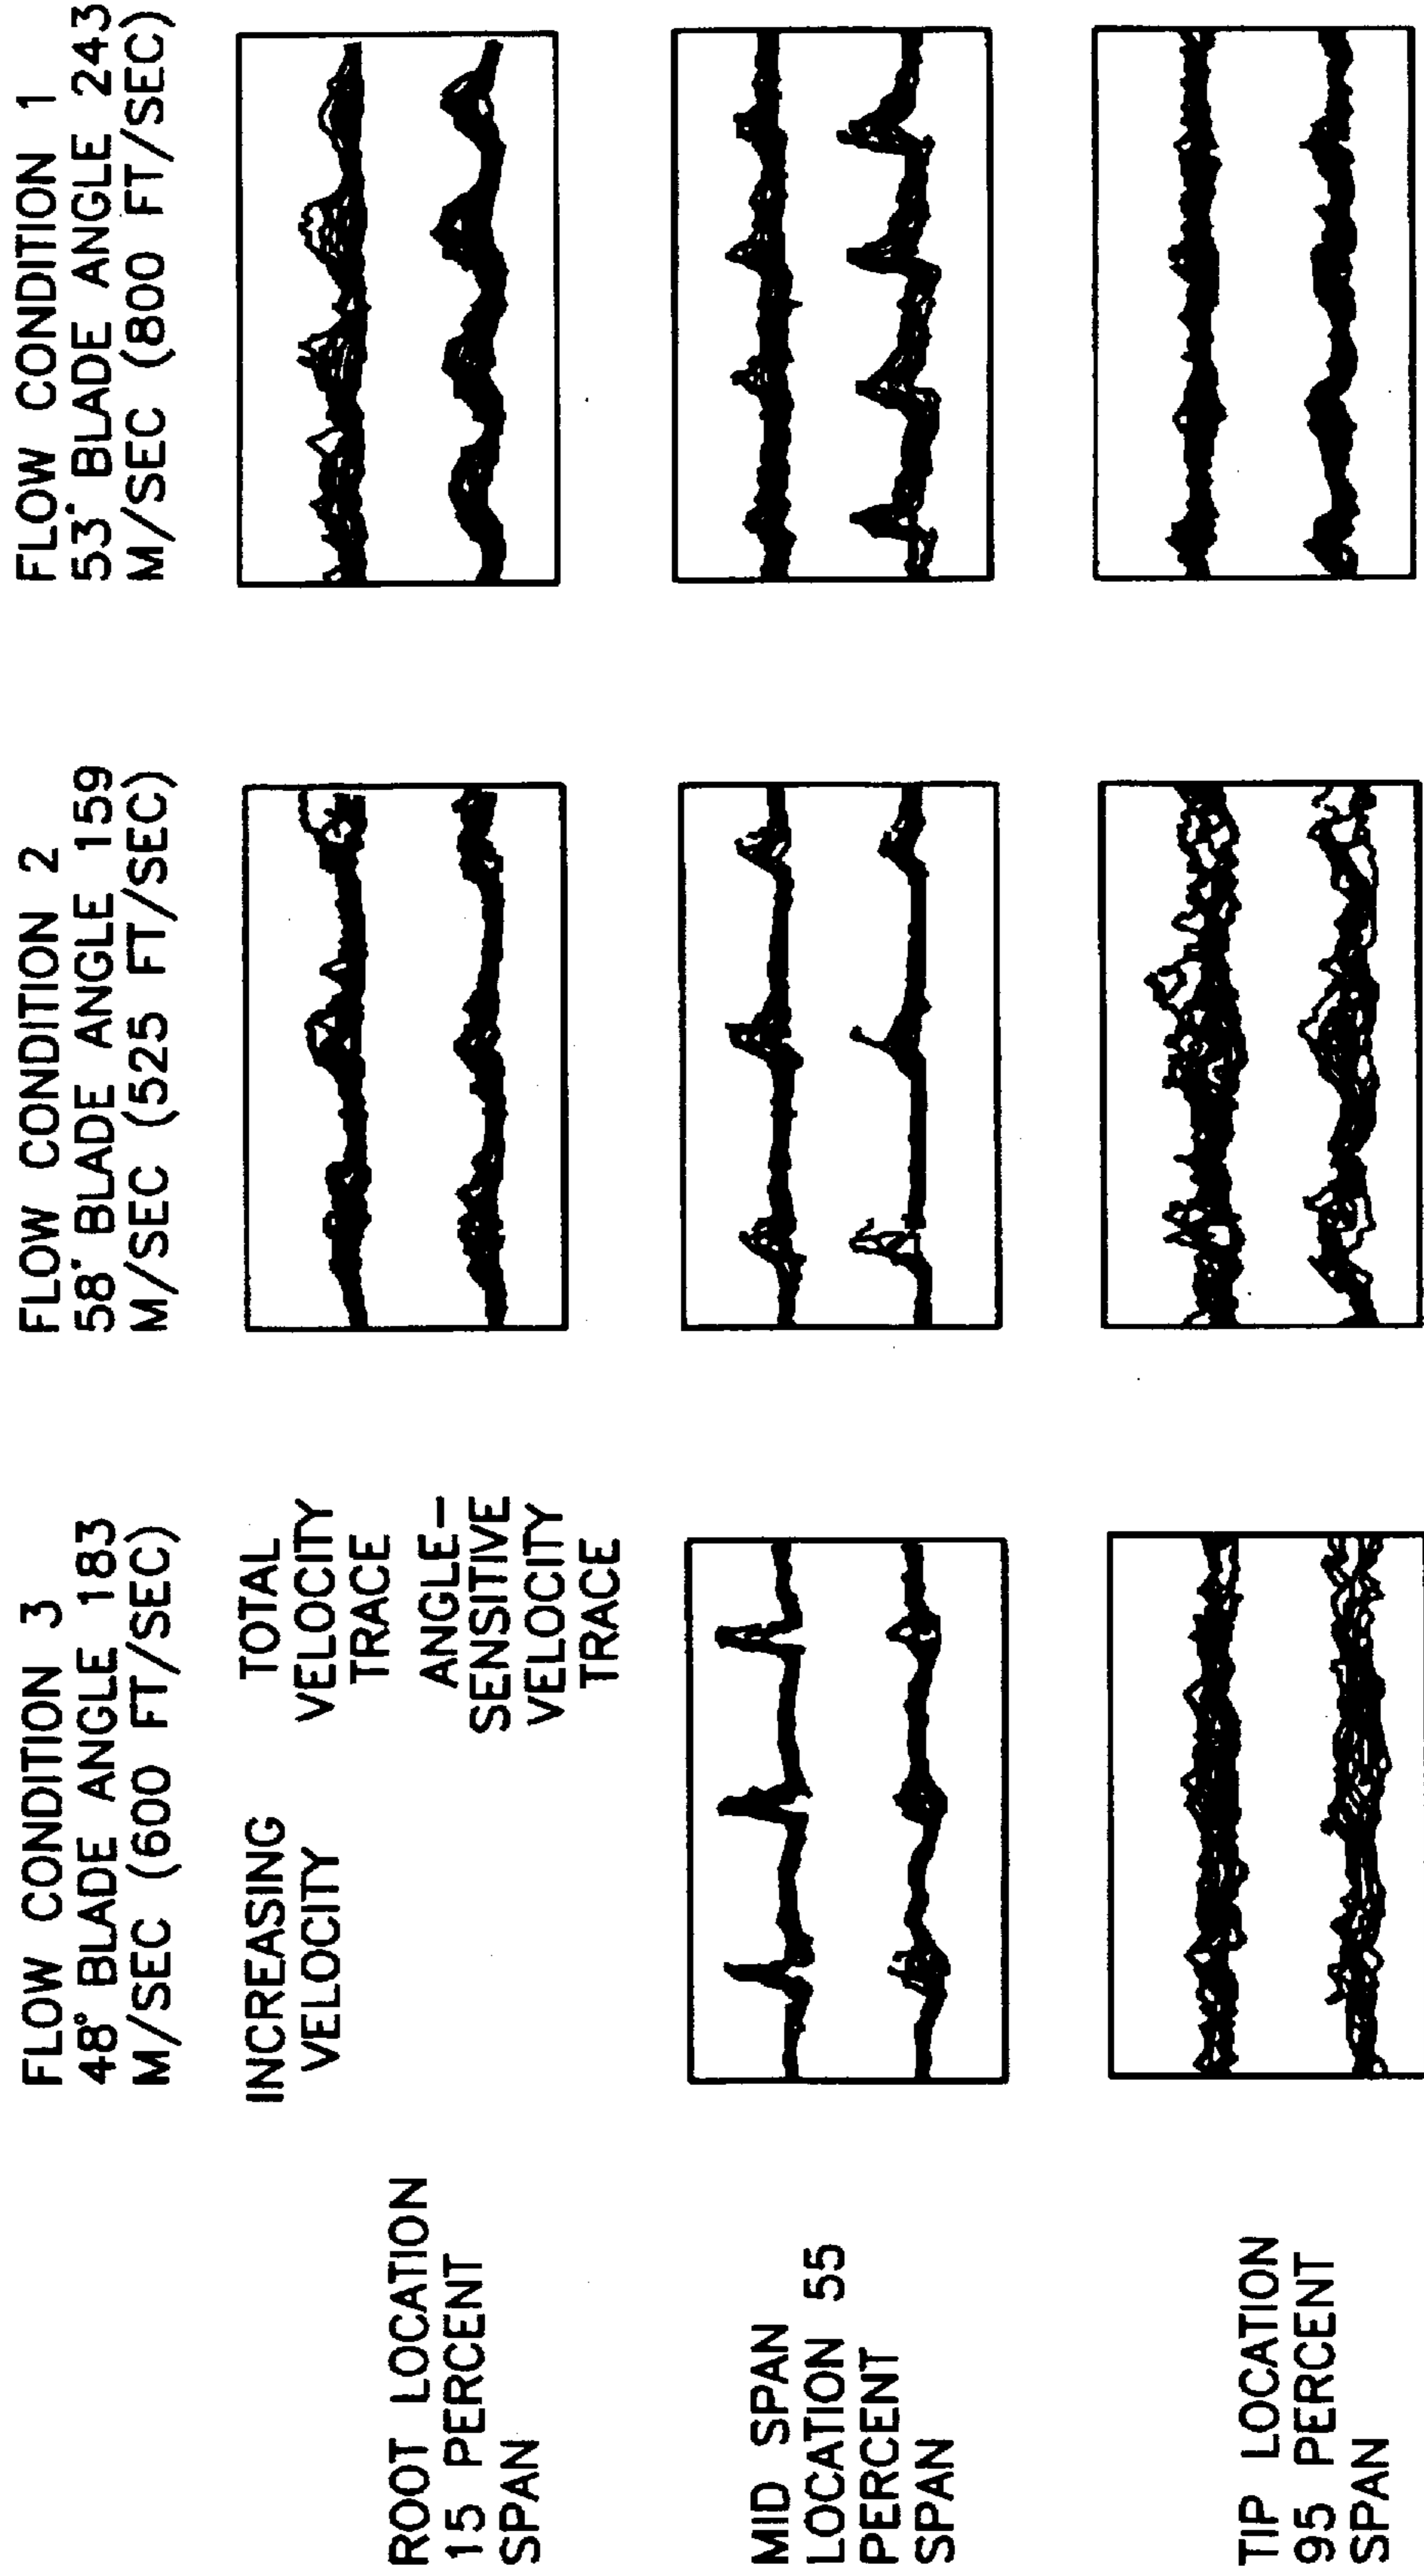 FLOW CONDITION 3
48° BLADE ANGLE 183
M/SEC (600 FT/SEC)
FLOW CONDITION 2
58° BLADE ANGLE 159
M/SEC (525 FT/SEC)
FLOW CONDITION 1
53° BLADE ANGLE 243
M/SEC (800 FT/SEC)
ROOT LOCATION
15 PERCENT
SPAN
INCREASING
VELOCITY
TOTAL
VELOCITY
TRACE
ANGLE-
SENSITIVE
VELOCITY
TRACE
MID SPAN
LOCATION 55
PERCENT
SPAN
TIP LOCATION
95 PERCENT
SPAN